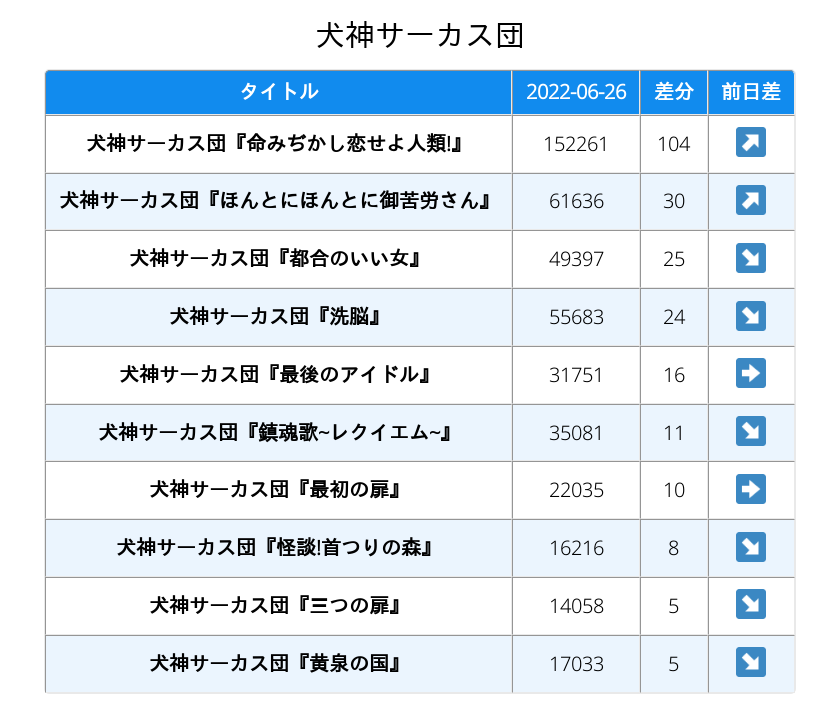 犬神サーカス団
タイトル 2022-06-26 差分 前日差
犬神サーカス団『命みぢかし恋せよ人類!』 152261 104 ↗
犬神サーカス団『ほんとにほんとに御苦労さん』 61636 30 ↗
犬神サーカス団『都合のいい女』 49397 25 ↘
犬神サーカス団『洗脳』 55683 24 ↘
犬神サーカス団『最後のアイドル』 31751 16 ➡
犬神サーカス団『鎮魂歌~レクイエム~』 35081 11 ↘
犬神サーカス団『最初の扉』 22035 10 ➡
犬神サーカス団『怪談!首つりの森』 16216 8 ↘
犬神サーカス団『三つの扉』 14058 5 ↘
犬神サーカス団『黄泉の国』 17033 5 ↘